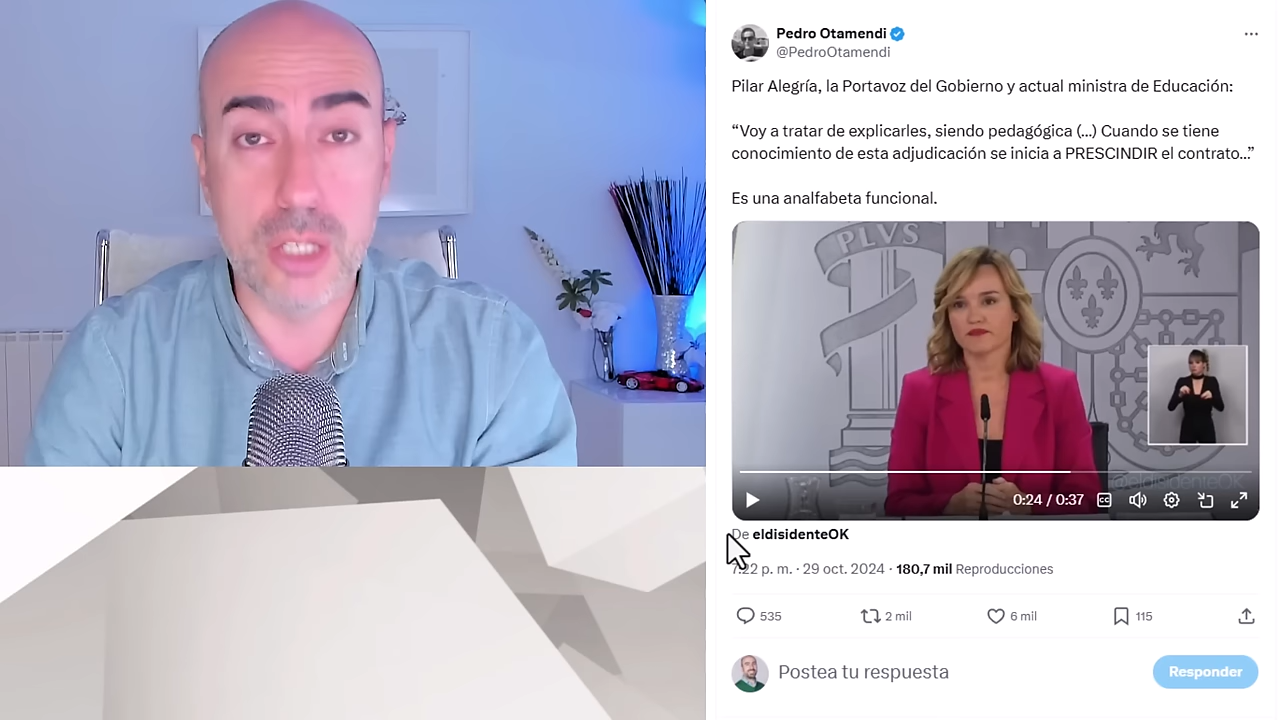 Pedro Otamendi
@PedroOtamendi
Pilar Alegría, la Portavoz del Gobierno y actual ministra de Educación:
“Voy a tratar de explicarles, siendo pedagógica (...) Cuando se tiene
conocimiento de esta adjudicación se inicia a PRESCINDIR el contrato...”
Es una analfabeta funcional.
PLVS
@eldisidenteOK
0:24 / 0:37
De eldisidenteOK
7:22 p. m. · 29 oct. 2024 · 180,7 mil Reproducciones
535
2 mil
6 mil
115
Postea tu respuesta
Responder